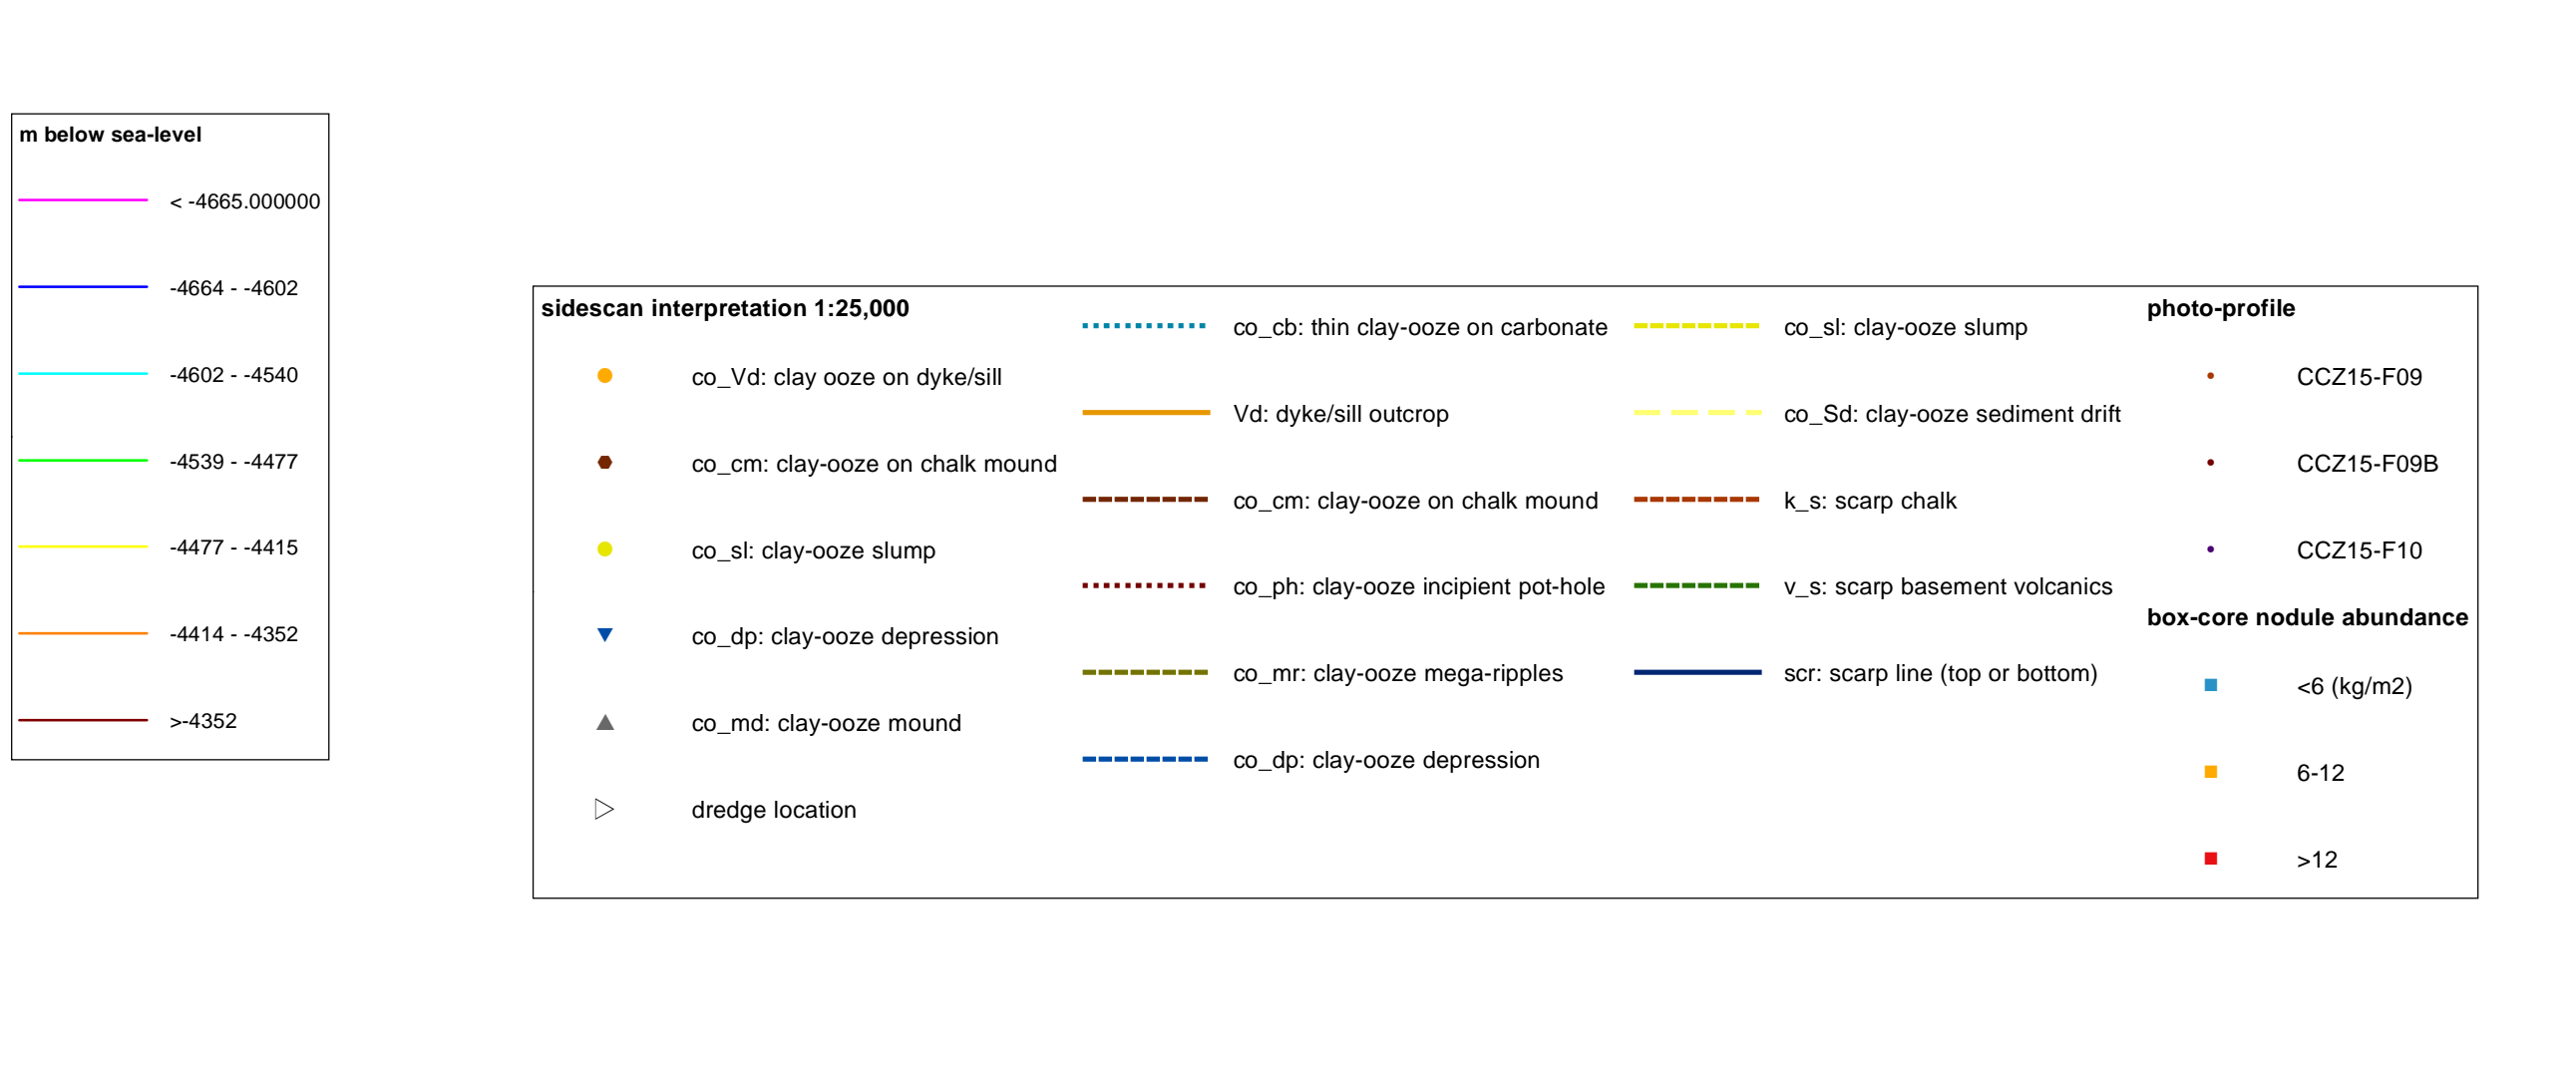 m below sea-level
< -4665.000000
-4664 - -4602
-4602 - -4540
-4539 - -4477
-4477 - -4415
-4414 - -4352
>-4352
sidescan interpretation 1:25,000
co_Vd: clay ooze on dyke/sill
co_cm: clay-ooze on chalk mound
co_sl: clay-ooze slump
co_dp: clay-ooze depression
co_md: clay-ooze mound
dredge location
co_cb: thin clay-ooze on carbonate
Vd: dyke/sill outcrop
co_cm: clay-ooze on chalk mound
co_ph: clay-ooze incipient pot-hole
co_mr: clay-ooze mega-ripples
co_dp: clay-ooze depression
co_sl: clay-ooze slump
co_Sd: clay-ooze sediment drift
k_s: scarp chalk
v_s: scarp basement volcanics
scr: scarp line (top or bottom)
photo-profile
CCZ15-F09
CCZ15-F09B
CCZ15-F10
box-core nodule abundance
<6 (kg/m2)
6-12
>12